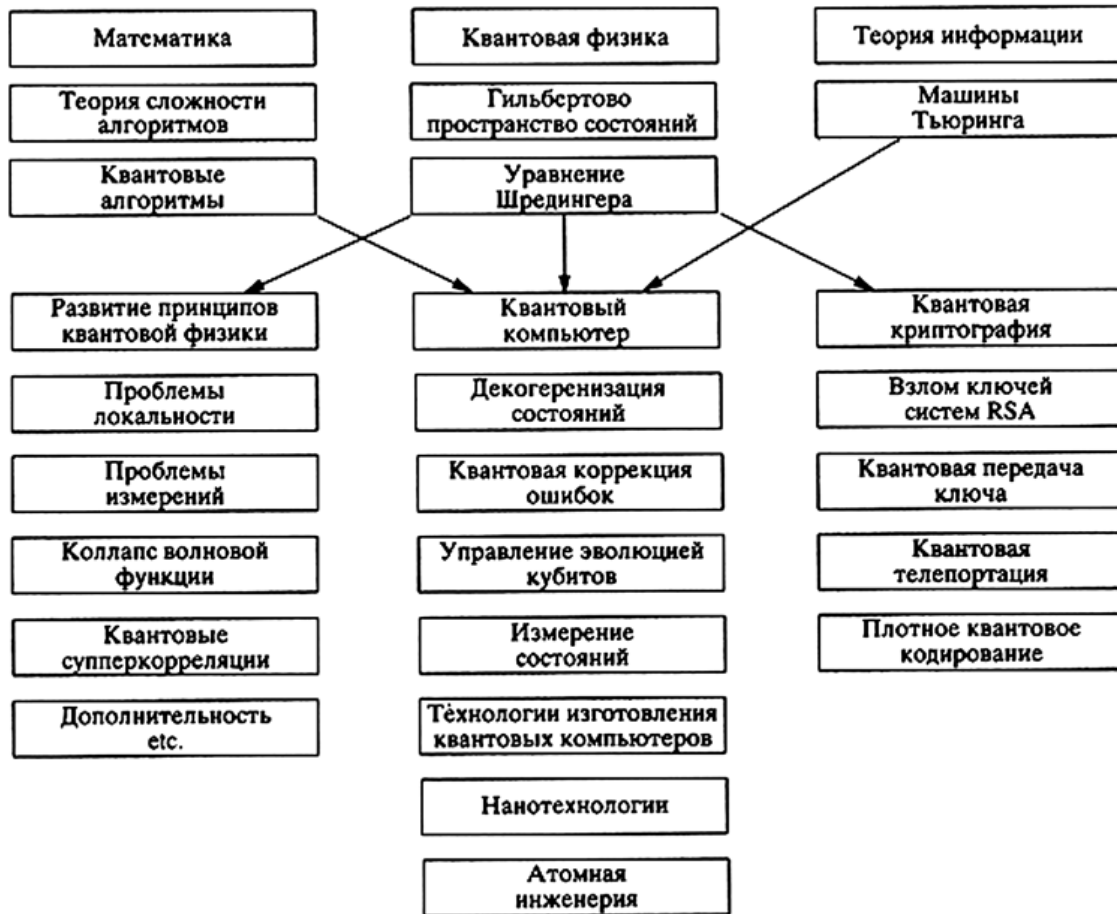 Математика
Квантовая физика
Теория информации
Теория сложности
алгоритмов
Гильбертово
пространство состояний
Машины
Тьюринга
Квантовые
алгоритмы
Уравнение
Шредингера
Развитие принципов
квантовой физики
Квантовый
компьютер
Квантовая
криптография
Проблемы
локальности
Декогеренизация
состояний
Взлом ключей
систем RSA
Проблемы
измерений
Квантовая коррекция
ошибок
Квантовая передача
ключа
Коллапс волновой
функции
Управление эволюцией
кубитов
Квантовая
телепортация
Квантовые
супперкорреляции
Измерение
состояний
Плотное квантовое
кодирование
Дополнительность
etc.
Технологии изготовления
квантовых компьютеров
Нанотехнологии
Атомная
инженерия